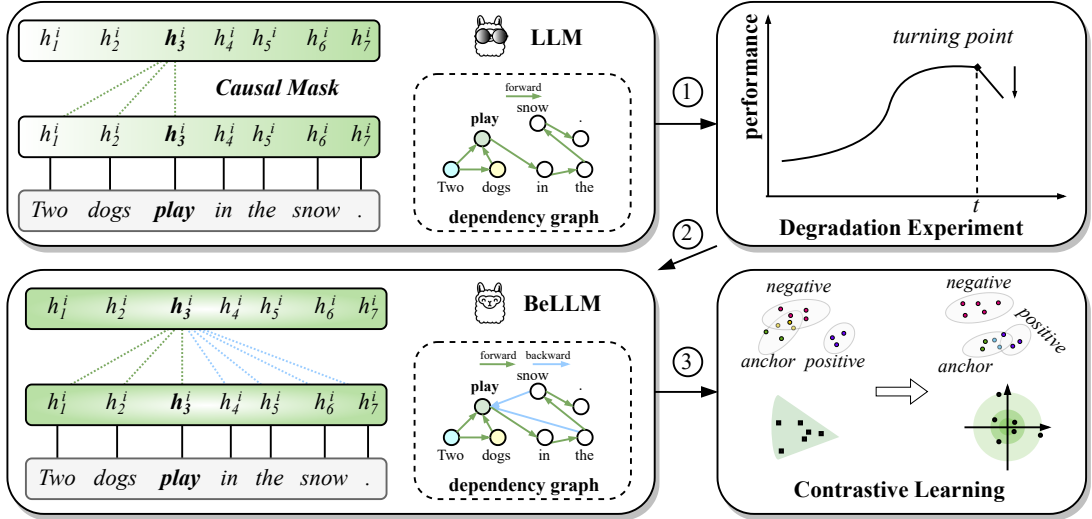 h₁ⁱ h₂ⁱ h₃ⁱ h₄ⁱ h₅ⁱ h₆ⁱ h₇ⁱ
Causal Mask
h₁ⁱ h₂ⁱ h₃ⁱ h₄ⁱ h₅ⁱ h₆ⁱ h₇ⁱ
Two dogs play in the snow .
LLM
forward
snow .
play
Two dogs in the
dependency graph
1
performance
turning point
t
Degradation Experiment
2
h₁ⁱ h₂ⁱ h₃ⁱ h₄ⁱ h₅ⁱ h₆ⁱ h₇ⁱ
h₁ⁱ h₂ⁱ h₃ⁱ h₄ⁱ h₅ⁱ h₆ⁱ h₇ⁱ
Two dogs play in the snow .
BeLLM
forward backward
snow .
play
Two dogs in the
dependency graph
3
negative
anchor positive
negative
positive
anchor
Contrastive Learning